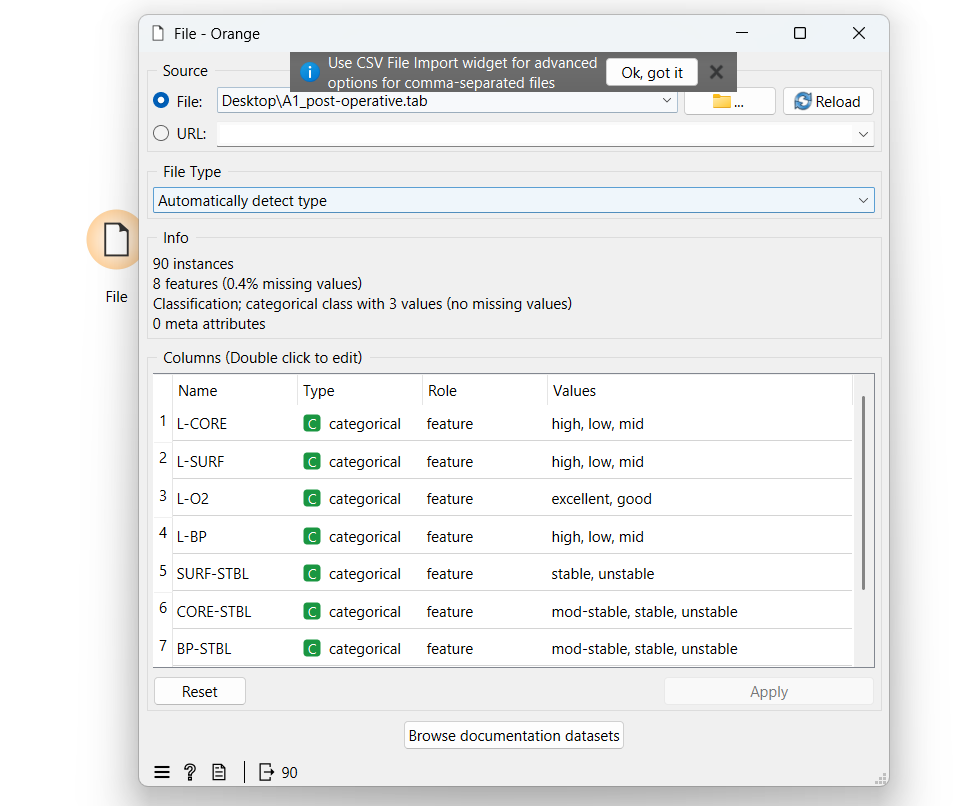 File - Orange
Use CSV File Import widget for advanced
options for comma-separated files
Ok, got it
Source
File:
Desktop\A1_post-operative.tab
...
Reload
URL:
File Type
Automatically detect type
File
Info
90 instances
8 features (0.4% missing values)
Classification; categorical class with 3 values (no missing values)
0 meta attributes
Columns (Double click to edit)
Name Type Role Values
1 L-CORE C categorical feature high, low, mid
2 L-SURF C categorical feature high, low, mid
3 L-O2 C categorical feature excellent, good
4 L-BP C categorical feature high, low, mid
5 SURF-STBL C categorical feature stable, unstable
6 CORE-STBL C categorical feature mod-stable, stable, unstable
7 BP-STBL C categorical feature mod-stable, stable, unstable
Reset
Apply
Browse documentation datasets
? 90